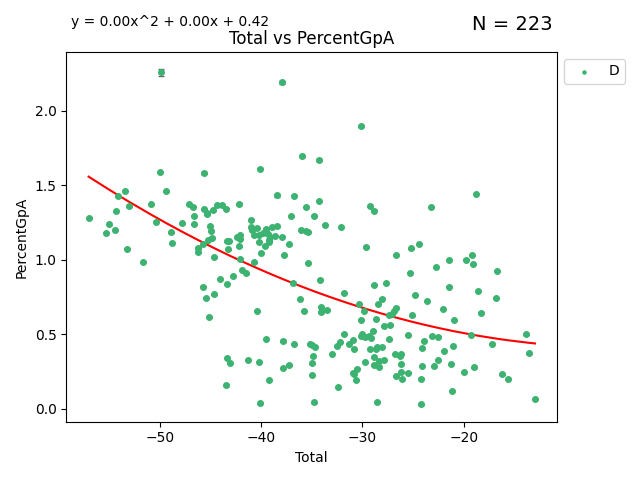 y = 0.00x^2 + 0.00x + 0.42
N = 223
Total vs PercentGpA
D
2.0
1.5
1.0
0.5
0.0
PercentGpA
−50
−40
−30
−20
Total